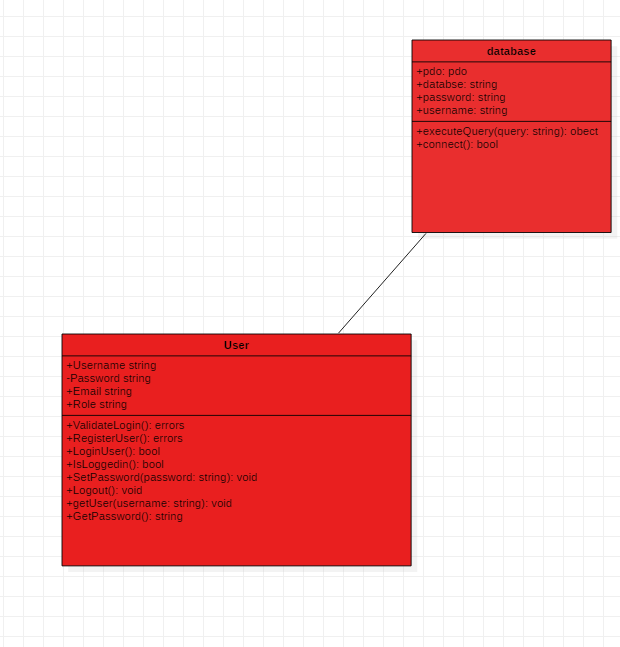 database
+pdo: pdo
+databse: string
+password: string
+username: string
+executeQuery(query: string): obect
+connect(): bool
User
+Username string
-Password string
+Email string
+Role string
+ValidateLogin(): errors
+RegisterUser(): errors
+LoginUser(): bool
+IsLoggedin(): bool
+SetPassword(password: string): void
+Logout(): void
+getUser(username: string): void
+GetPassword(): string